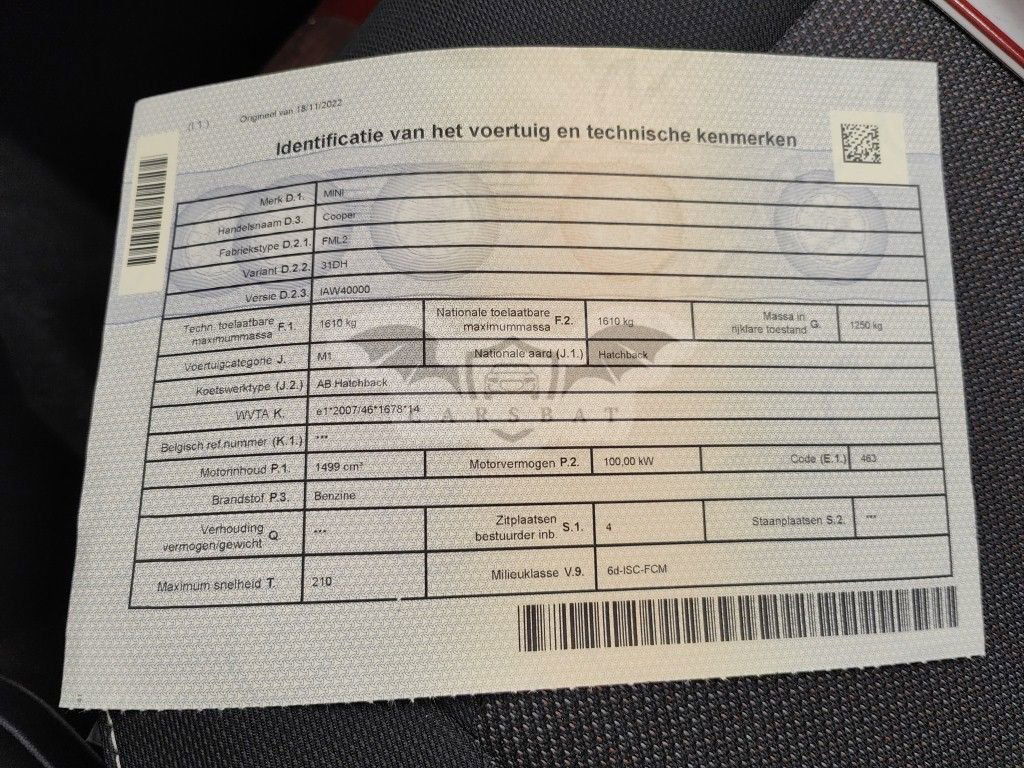 (I.1.) Origineel van 18/11/2022
Identificatie van het voertuig en technische kenmerken
Merk D.1. MINI
Handelsnaam D.3. Cooper
Fabriekstype D.2.1. FML2
Variant D.2.2. 31DH
Versie D.2.3. IAW40000
Techn. toelaatbare maximummassa F.1. 1610 kg Nationale toelaatbare maximummassa F.2. 1610 kg Massa in rijklare toestand G. 1250 kg
Voertuigcategorie J. M1 Nationale aard (J.1.) Hatchback
Koetswerktype (J.2.) AB Hatchback
WVTA K. e1*2007/46*1678*14
CARSBAT
Belgisch ref.nummer (K.1.) ***
Motorinhoud P.1. 1499 cm³ Motorvermogen P.2. 100,00 kW Code (E.1.) 463
Brandstof P.3. Benzine
Verhouding vermogen/gewicht Q. *** Zitplaatsen bestuurder inb. S.1. 4 Staanplaatsen S.2. ***
Maximum snelheid T. 210 Milieuklasse V.9. 6d-ISC-FCM